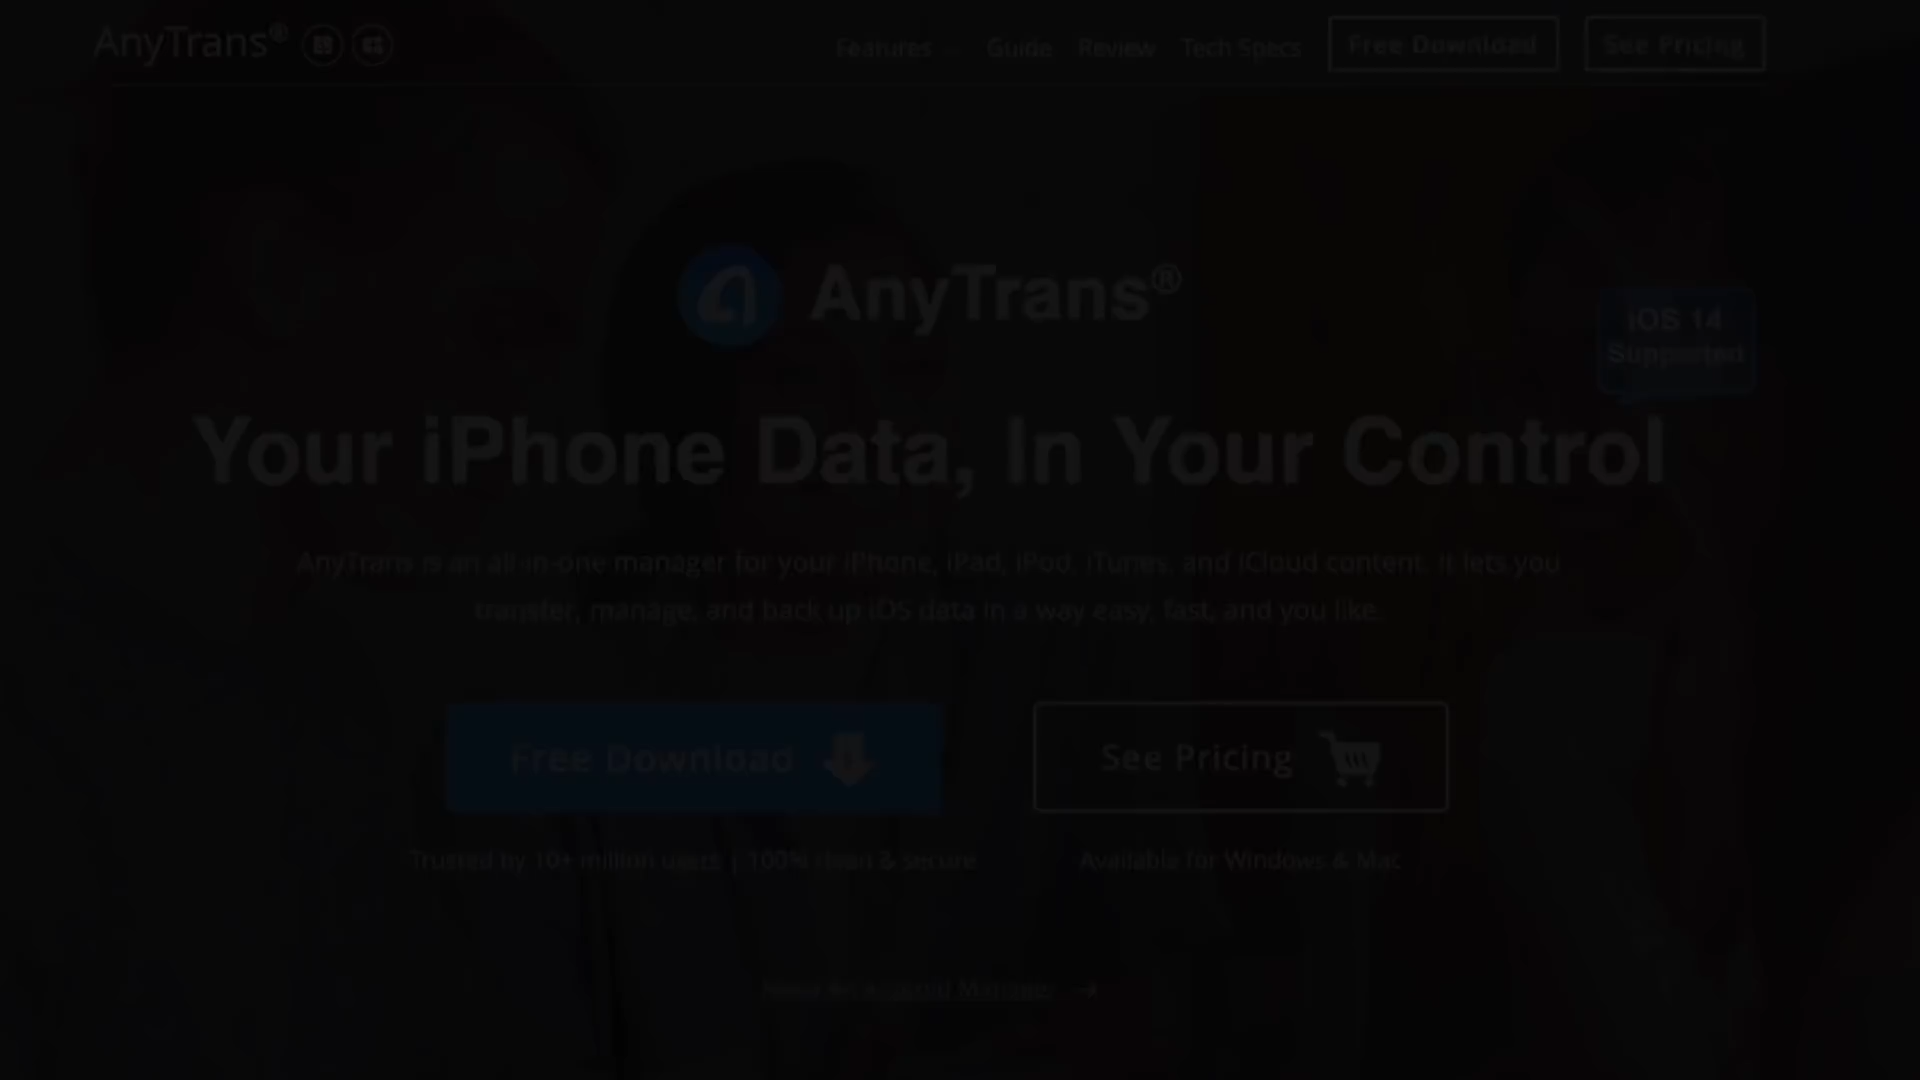 AnyTrans®
Features Guide Review Tech Specs Free Download See Pricing
AnyTrans®
iOS 14
Supported
Your iPhone Data, In Your Control
AnyTrans is an all-in-one manager for your iPhone, iPad, iPod, iTunes, and iCloud content. It lets you
transfer, manage, and back up iOS data in a way easy, fast, and you like.
Free Download
See Pricing
Trusted by 10+ million users | 100% clean & secure
Available for Windows & Mac